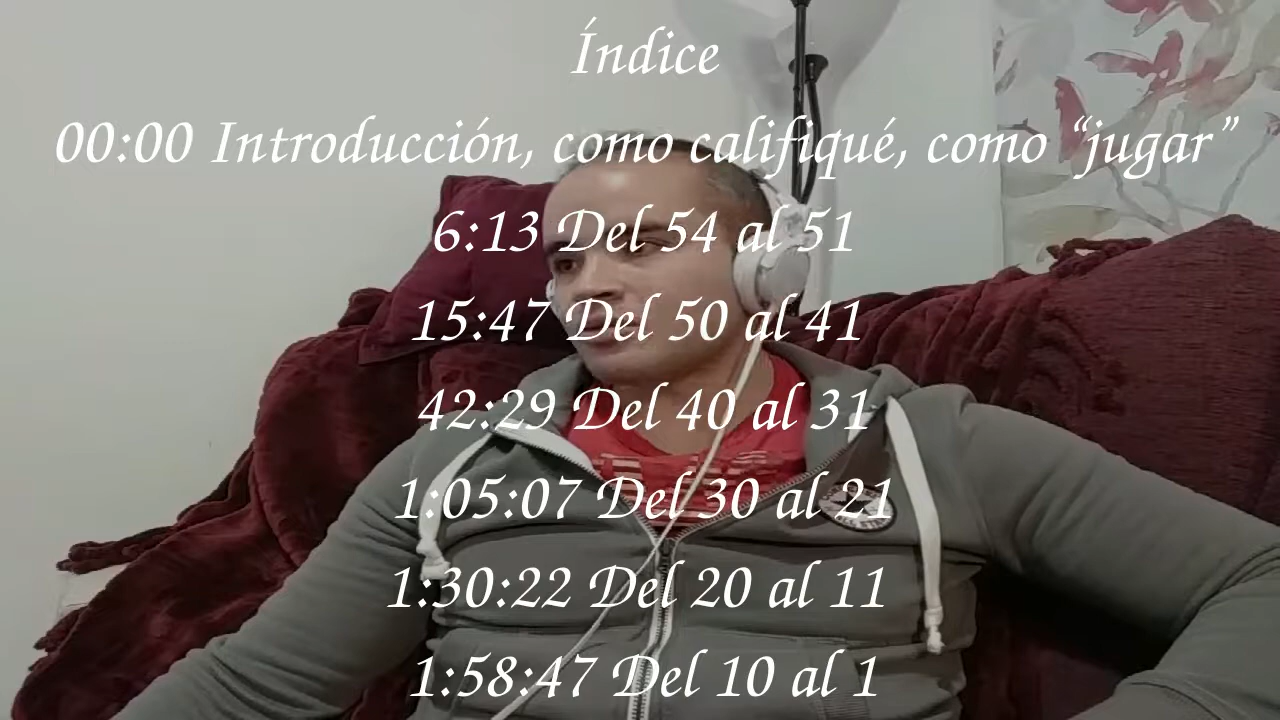 Índice
00:00 Introducción, como califiqué, como “jugar”
6:13 Del 54 al 51
15:47 Del 50 al 41
42:29 Del 40 al 31
1:05:07 Del 30 al 21
1:30:22 Del 20 al 11
1:58:47 Del 10 al 1